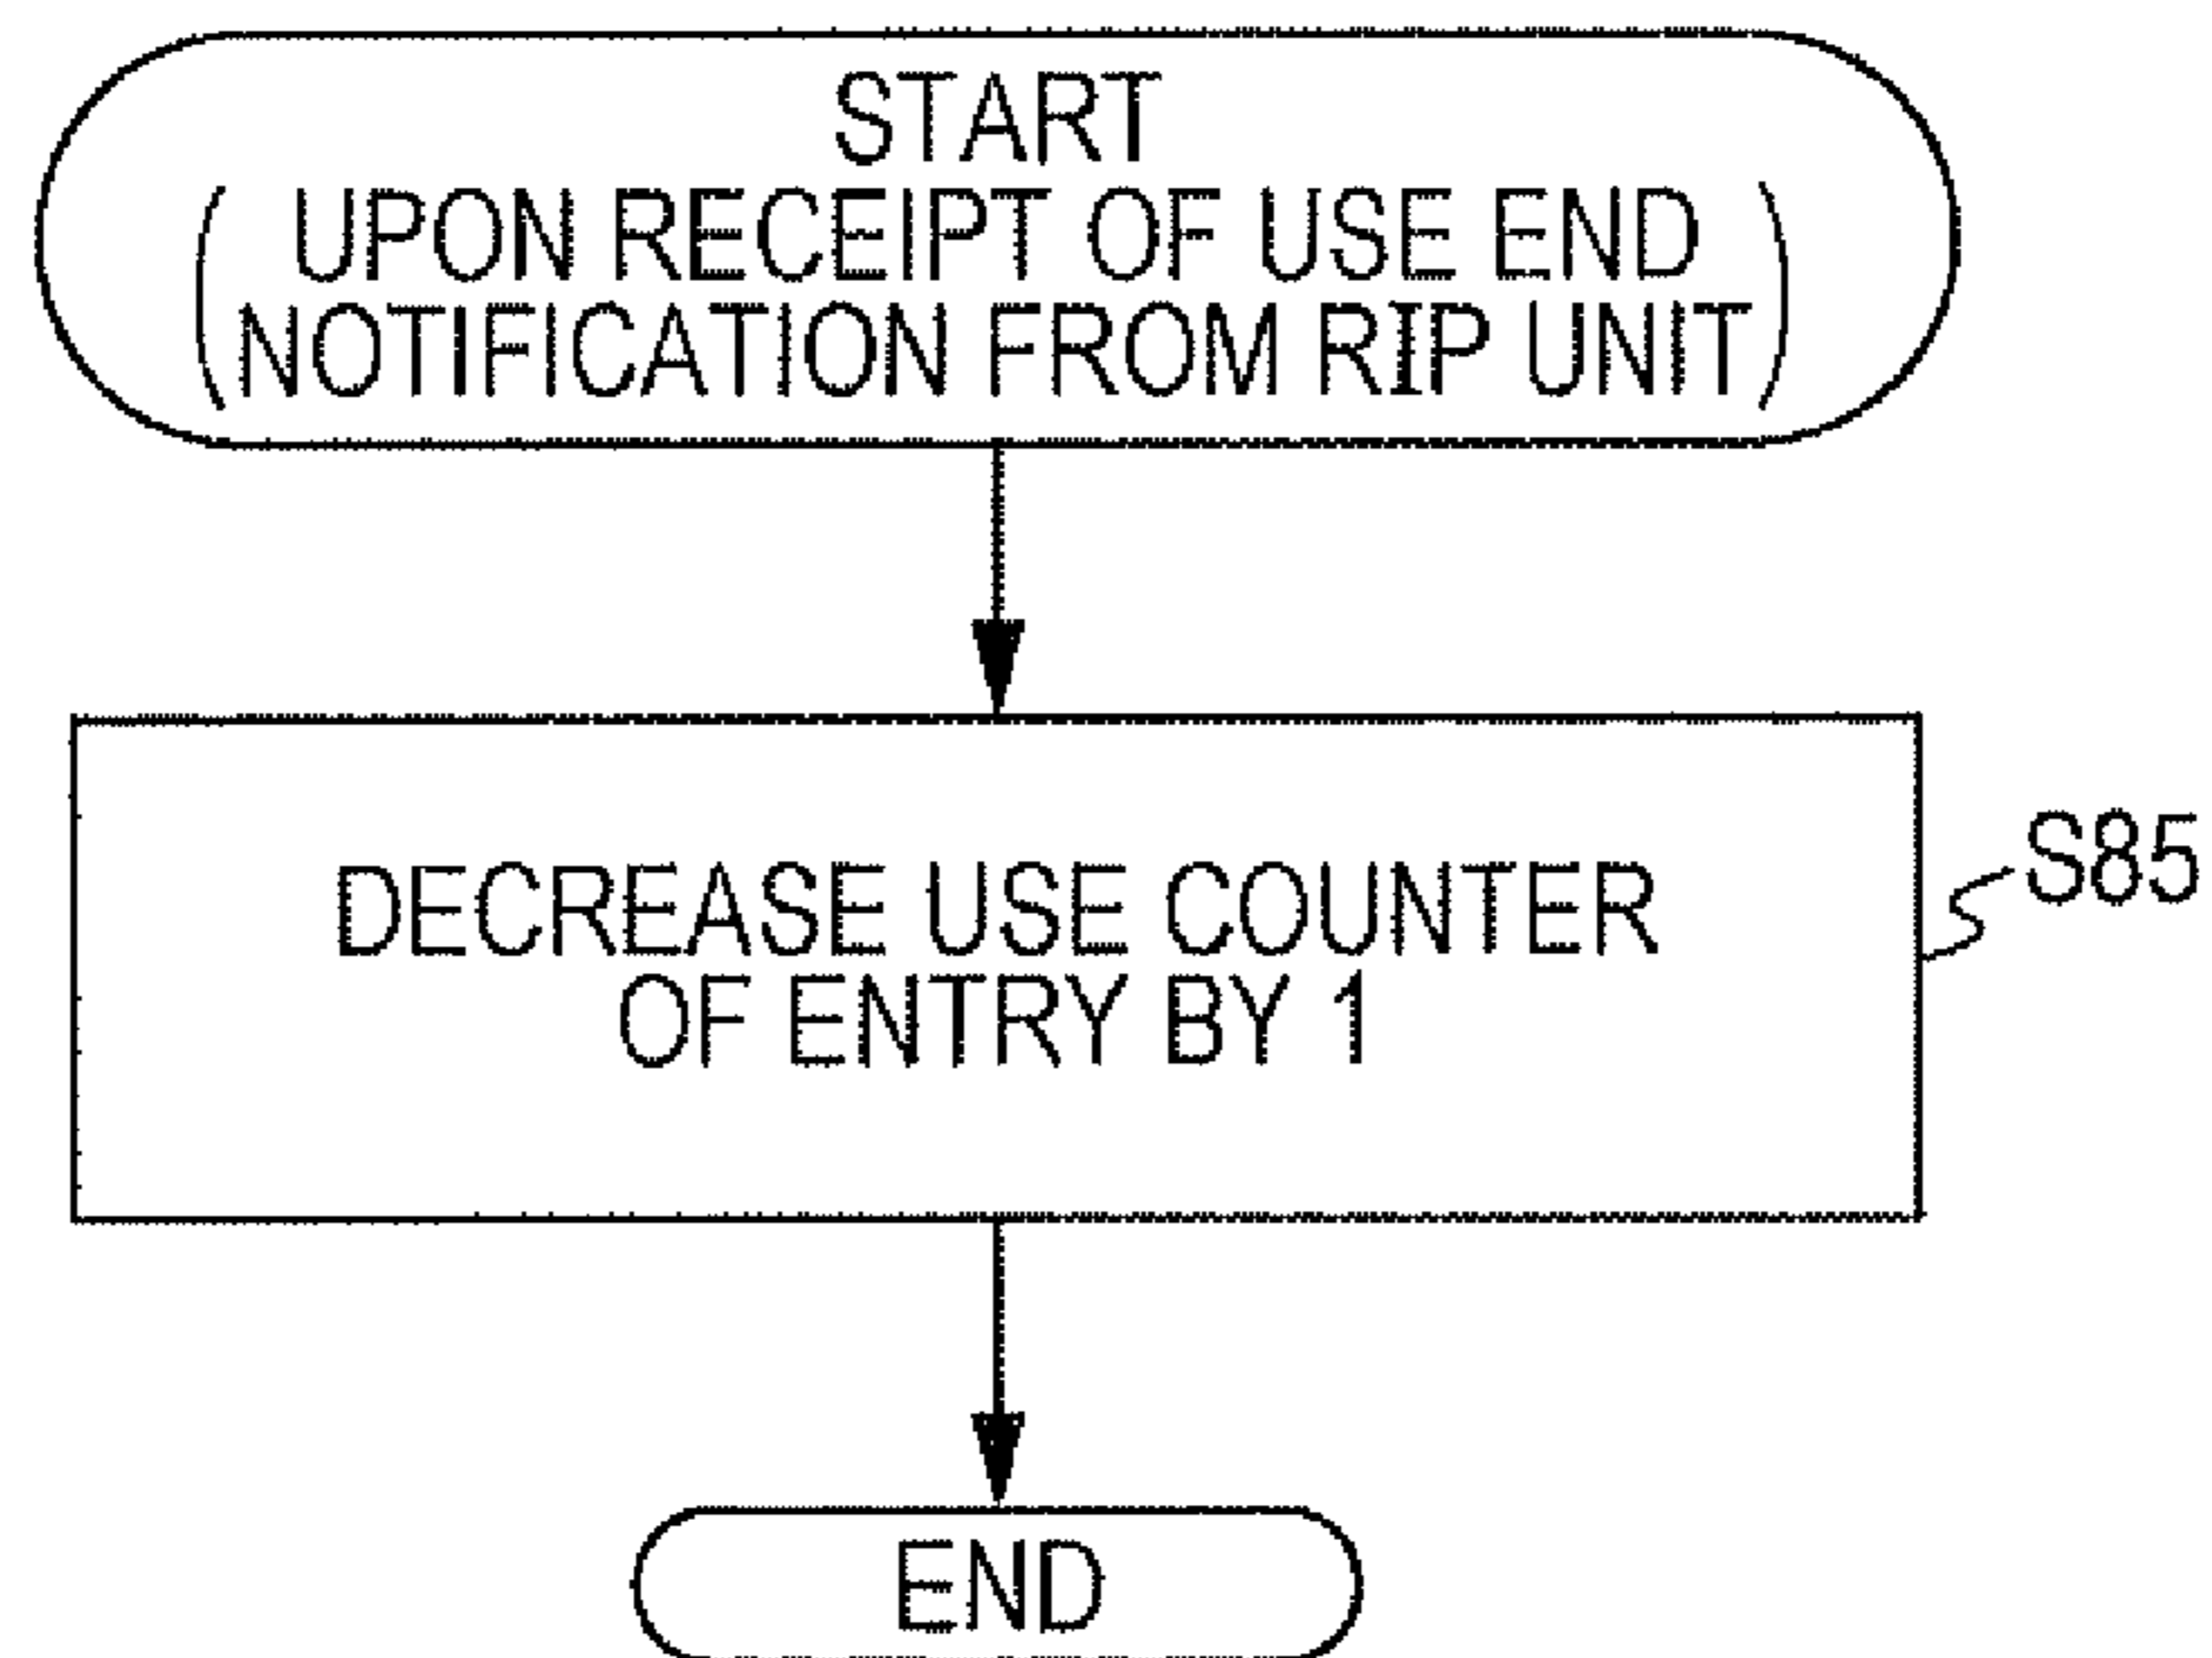 START
( UPON RECEIPT OF USE END
NOTIFICATION FROM RIP UNIT )
DECREASE USE COUNTER
OF ENTRY BY 1
S85
END